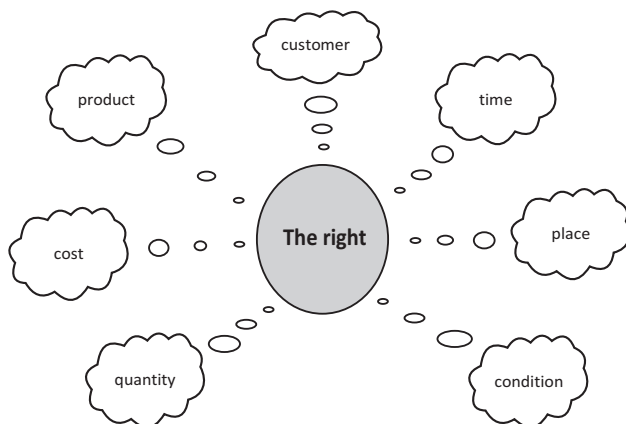 customer
product
time
The right
place
cost
quantity
condition